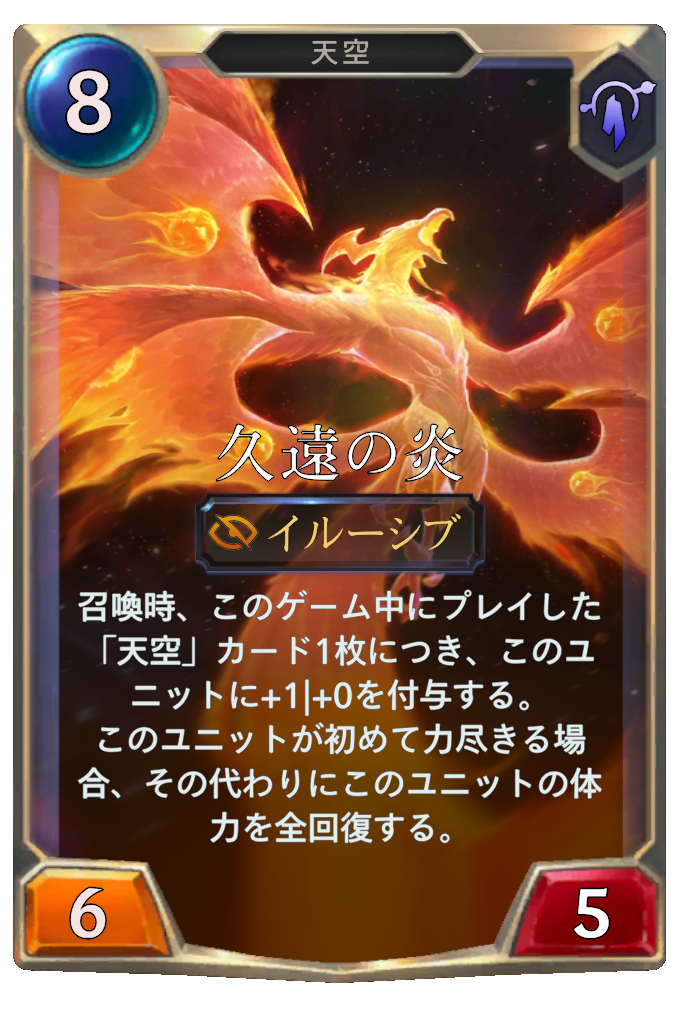 天空
8
久遠の炎
イルーシブ
召喚時、このゲーム中にプレイした
「天空」カード1枚につき、このユ
ニットに+1|+0を付与する。
このユニットが初めて力尽きる場
合、その代わりにこのユニットの体
力を全回復する。
6
5